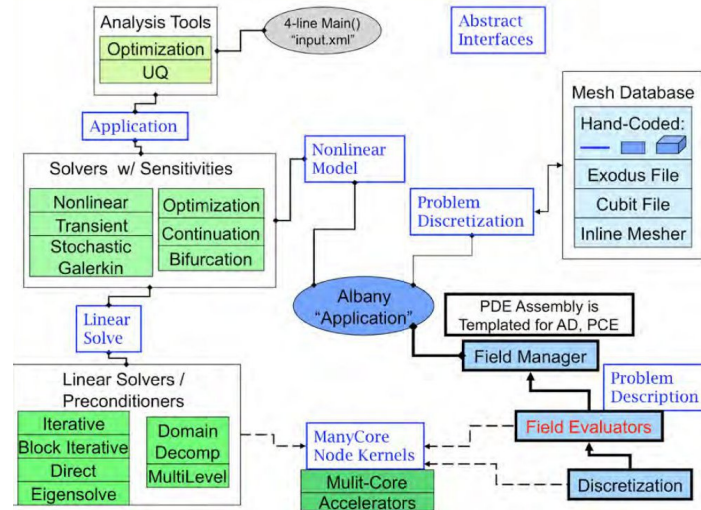 Analysis Tools
Optimization
UQ
4-line Main()
"input.xml"
Abstract
Interfaces
Application
Mesh Database
Hand-Coded:
Exodus File
Cubit File
Inline Mesher
Solvers w/ Sensitivities
Nonlinear
Transient
Stochastic
Galerkin
Optimization
Continuation
Bifurcation
Nonlinear
Model
Problem
Discretization
Albany
"Application"
Linear
Solve
PDE Assembly is
Templated for AD, PCE
Field Manager
Problem
Description
Field Evaluators
Discretization
Linear Solvers /
Preconditioners
Iterative
Block Iterative
Direct
Eigensolve
Domain
Decomp
MultiLevel
ManyCore
Node Kernels
Mulit-Core
Accelerators